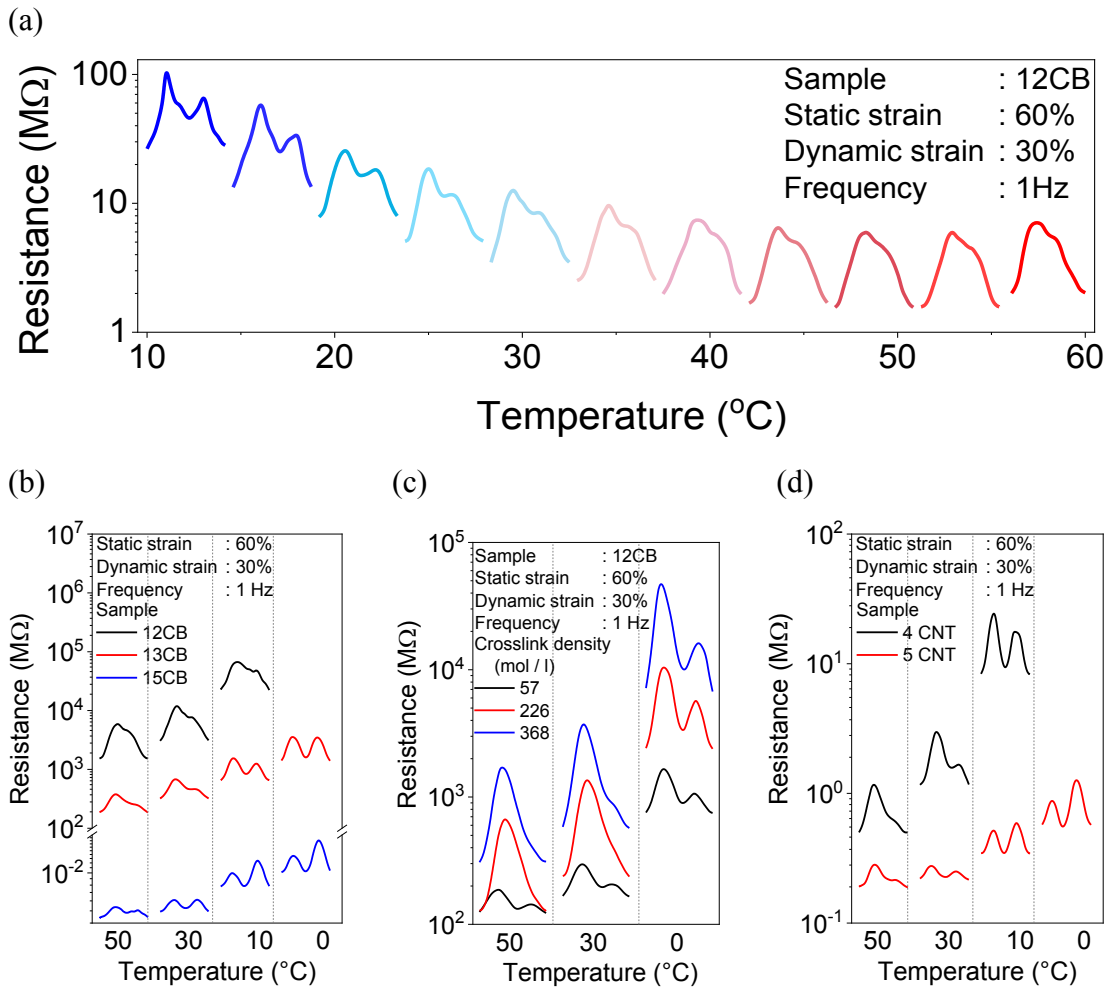 (a)
Resistance (MΩ)
100
10
1
Sample : 12CB
Static strain : 60%
Dynamic strain : 30%
Frequency : 1Hz
10 20 30 40 50 60
Temperature (°C)
(b)
Resistance (MΩ)
10^7
10^6
10^5
10^4
10^3
10^2
10^-2
Static strain : 60%
Dynamic strain : 30%
Frequency : 1 Hz
Sample
12CB
13CB
15CB
50 30 10 0
Temperature (°C)
(c)
Resistance (MΩ)
10^5
10^4
10^3
10^2
Sample : 12CB
Static strain : 60%
Dynamic strain : 30%
Frequency : 1 Hz
Crosslink density
(mol / l)
57
226
368
50 30 0
Temperature (°C)
(d)
Resistance (MΩ)
10^2
10^1
10^0
10^-1
Static strain : 60%
Dynamic strain : 30%
Frequency : 1 Hz
Sample
4 CNT
5 CNT
50 30 10 0
Temperature (°C)